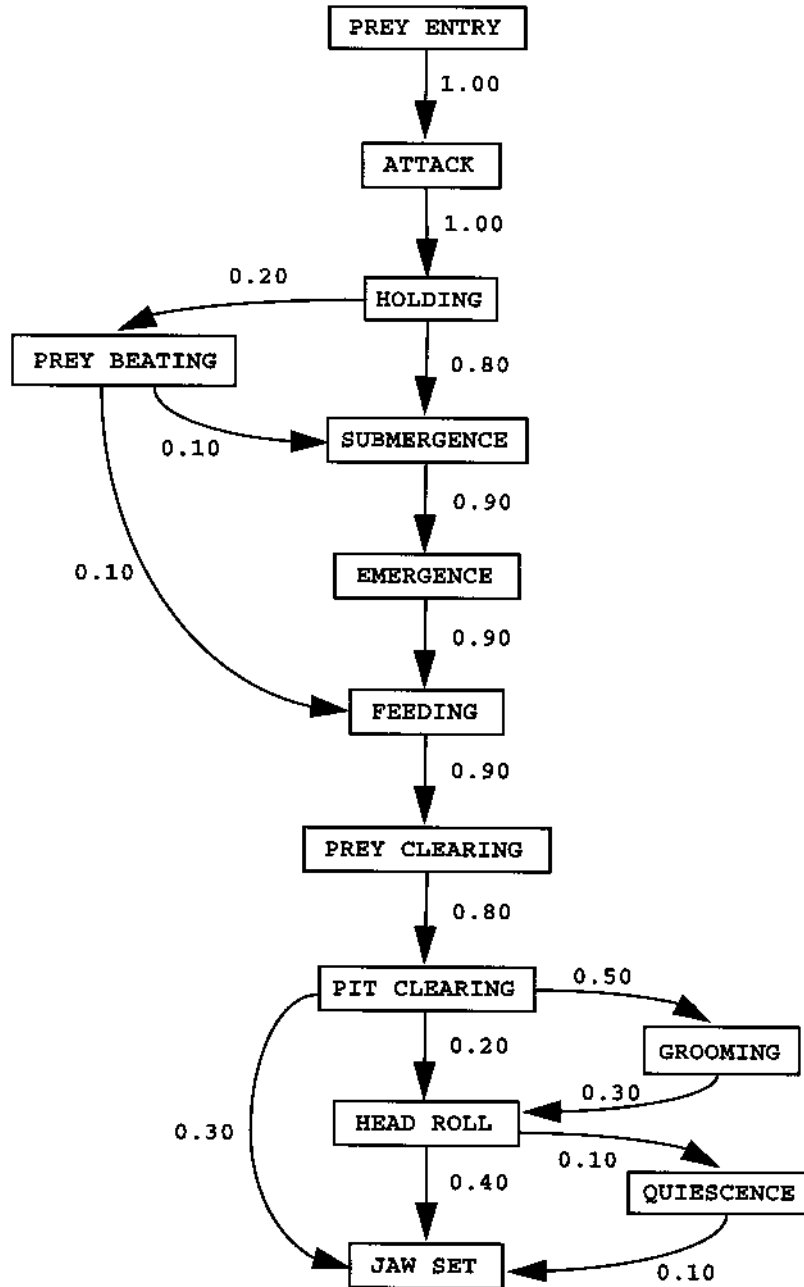 PREY ENTRY
1.00
ATTACK
1.00
0.20
HOLDING
PREY BEATING
0.80
0.10
SUBMERGENCE
0.90
0.10
EMERGENCE
0.90
FEEDING
0.90
PREY CLEARING
0.80
PIT CLEARING
0.50
0.20
GROOMING
0.30
HEAD ROLL
0.30
0.10
0.40
QUIESCENCE
JAW SET
0.10